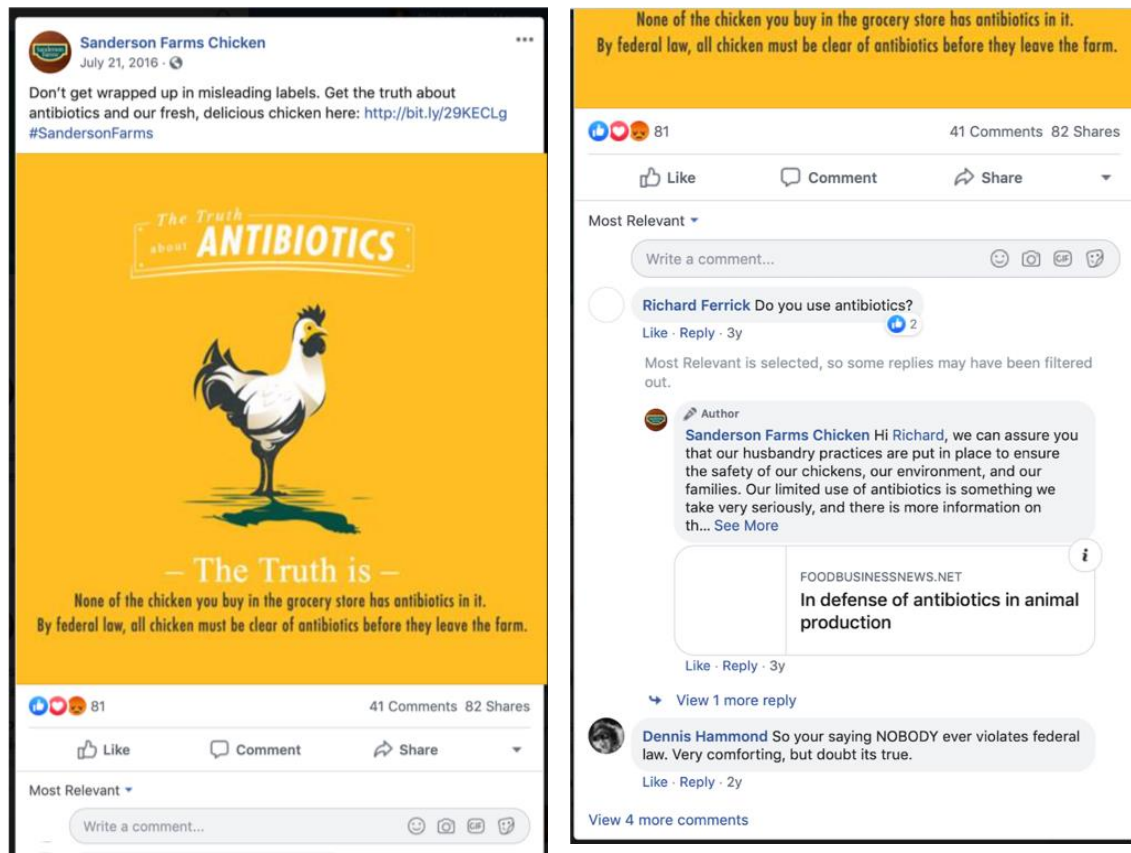 Sanderson Farms Chicken
July 21, 2016 ·
Don't get wrapped up in misleading labels. Get the truth about
antibiotics and our fresh, delicious chicken here: http://bit.ly/29KECLg
#SandersonFarms
The Truth
about ANTIBIOTICS
– The Truth is –
None of the chicken you buy in the grocery store has antibiotics in it.
By federal law, all chicken must be clear of antibiotics before they leave the farm.
81
41 Comments 82 Shares
Like Comment Share
Most Relevant
Write a comment...
GIF
None of the chicken you buy in the grocery store has antibiotics in it.
By federal law, all chicken must be clear of antibiotics before they leave the farm.
81
41 Comments 82 Shares
Like Comment Share
Most Relevant
Write a comment...
GIF
Richard Ferrick Do you use antibiotics?
2
Like · Reply · 3y
Most Relevant is selected, so some replies may have been filtered
out.
Author
Sanderson Farms Chicken Hi Richard, we can assure you
that our husbandry practices are put in place to ensure
the safety of our chickens, our environment, and our
families. Our limited use of antibiotics is something we
take very seriously, and there is more information on
th... See More
i
FOODBUSINESSNEWS.NET
In defense of antibiotics in animal
production
Like · Reply · 3y
View 1 more reply
Dennis Hammond So your saying NOBODY ever violates federal
law. Very comforting, but doubt its true.
Like · Reply · 2y
View 4 more comments